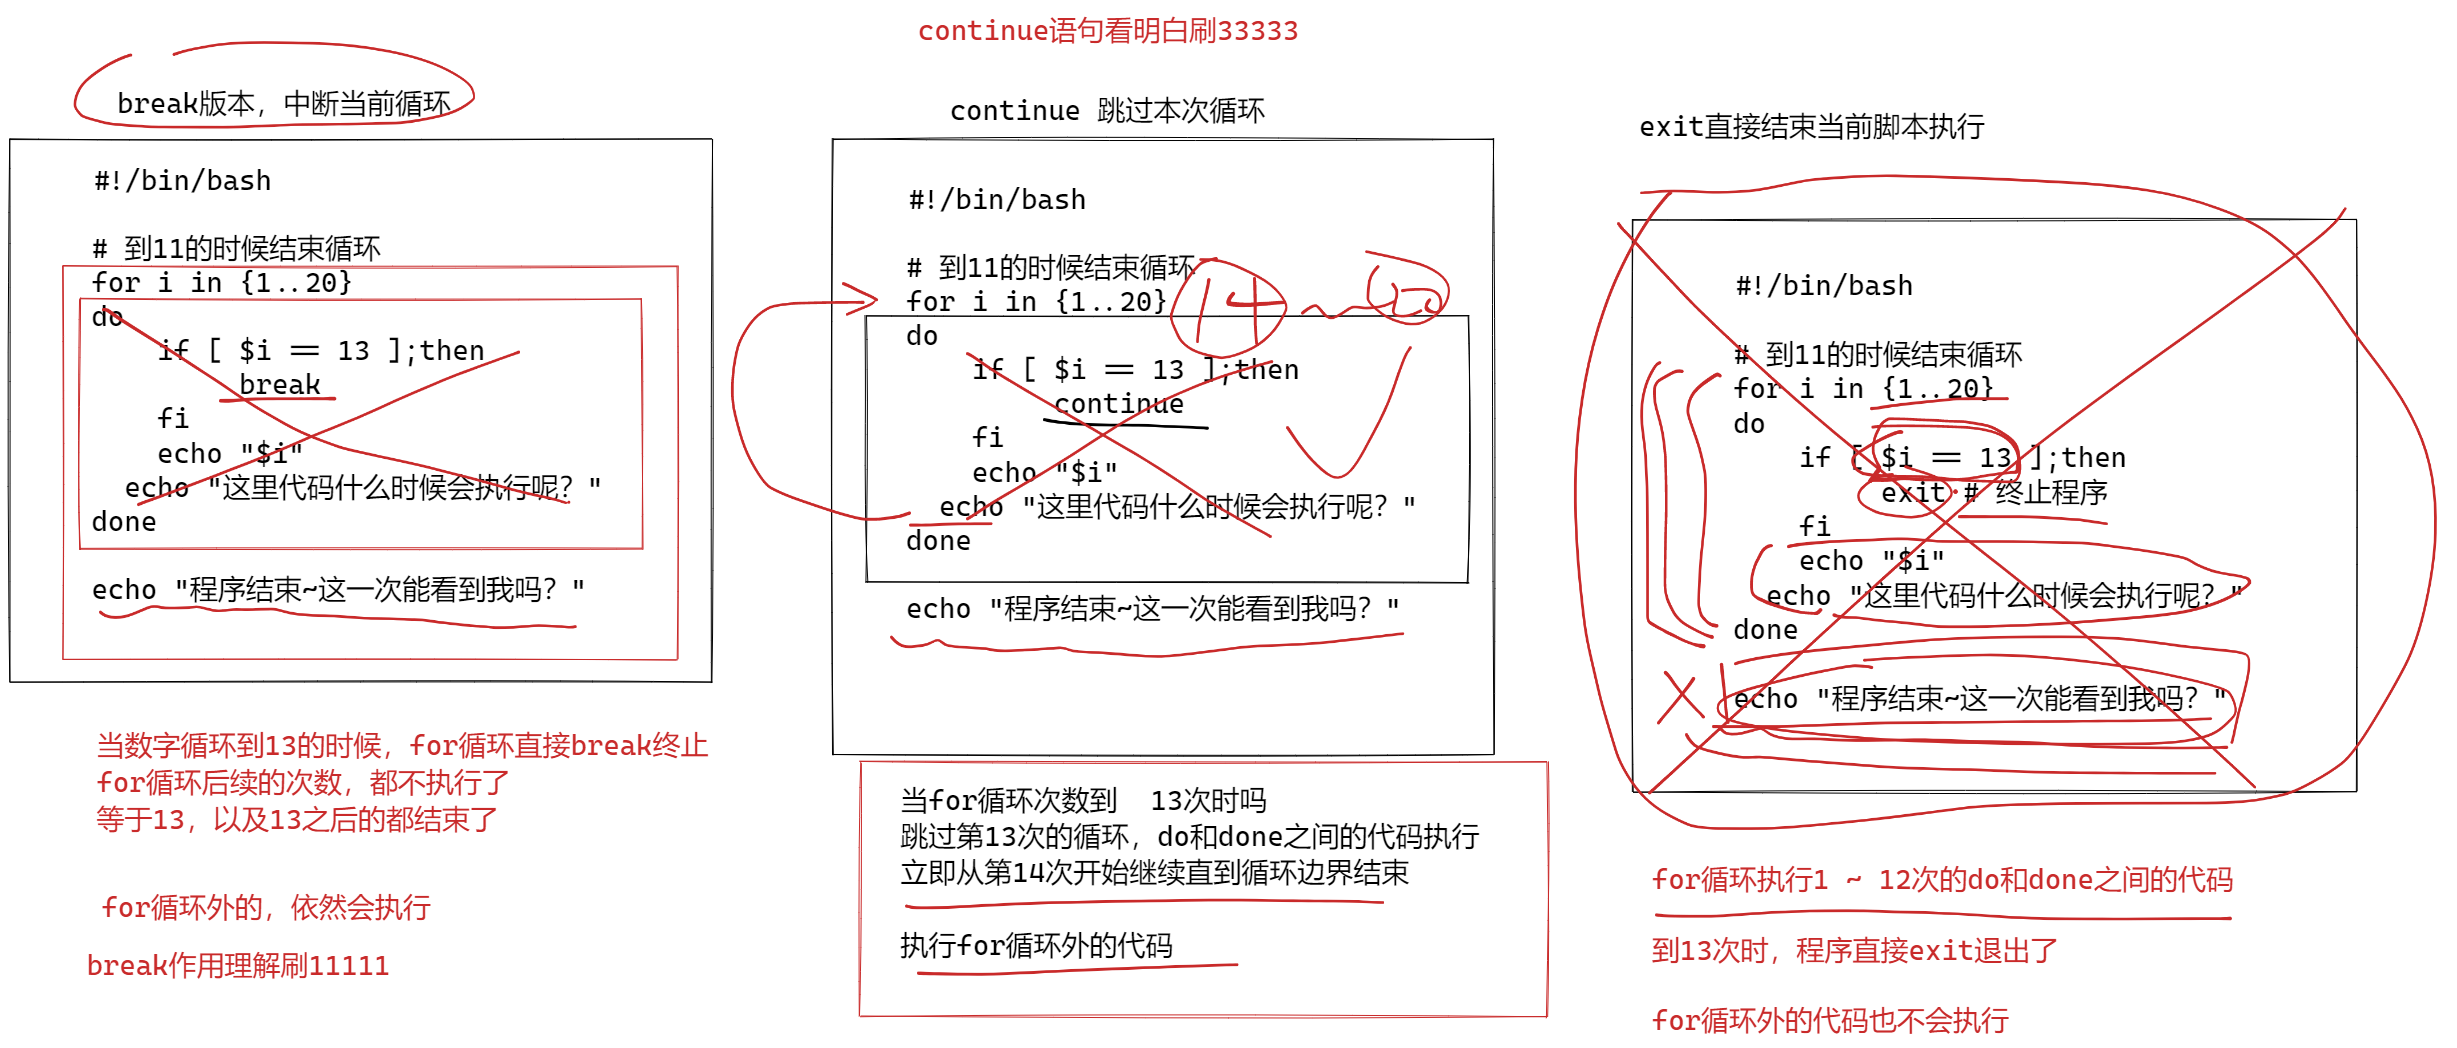 continue语句看明白刷33333
break版本，中断当前循环
#!/bin/bash
# 到11的时候结束循环
for i in {1..20}
do
if [ $i == 13 ];then
break
fi
echo "$i"
echo "这里代码什么时候会执行呢？"
done
echo "程序结束~这一次能看到我吗？"
当数字循环到13的时候，for循环直接break终止
for循环后续的次数，都不执行了
等于13，以及13之后的都结束了
for循环外的，依然会执行
break作用理解刷11111
continue 跳过本次循环
#!/bin/bash
# 到11的时候结束循环
for i in {1..20} 14 ~ 20
do
if [ $i == 13 ];then
continue
fi
echo "$i"
echo "这里代码什么时候会执行呢？"
done
echo "程序结束~这一次能看到我吗？"
当for循环次数到 13次时吗
跳过第13次的循环，do和done之间的代码执行
立即从第14次开始继续直到循环边界结束
执行for循环外的代码
exit直接结束当前脚本执行
#!/bin/bash
# 到11的时候结束循环
for i in {1..20}
do
if [ $i == 13 ];then
exit # 终止程序
fi
echo "$i"
echo "这里代码什么时候会执行呢？"
done
echo "程序结束~这一次能看到我吗？"
for循环执行1 ~ 12次的do和done之间的代码
到13次时，程序直接exit退出了
for循环外的代码也不会执行